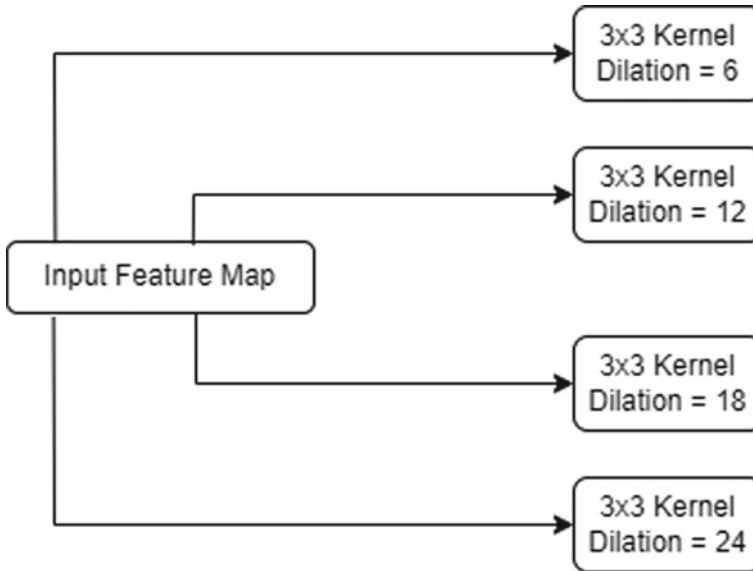 3x3 Kernel
Dilation = 6
3x3 Kernel
Dilation = 12
Input Feature Map
3x3 Kernel
Dilation = 18
3x3 Kernel
Dilation = 24